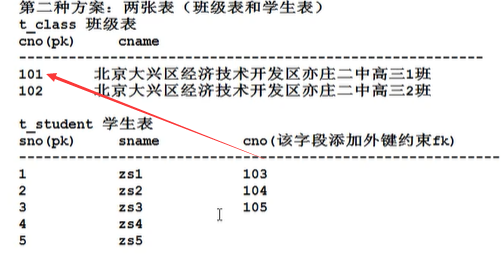 第二种方案：两张表（班级表和学生表）
t_class 班级表
cno(pk) cname
----------------------------------------------------------
101 北京大兴区经济技术开发区亦庄二中高三1班
102 北京大兴区经济技术开发区亦庄二中高三2班
t_student 学生表
sno(pk) sname cno(该字段添加外键约束fk)
----------------------------------------------------------
1 zs1 103
2 zs2 104
3 zs3 105
4 zs4
5 zs5